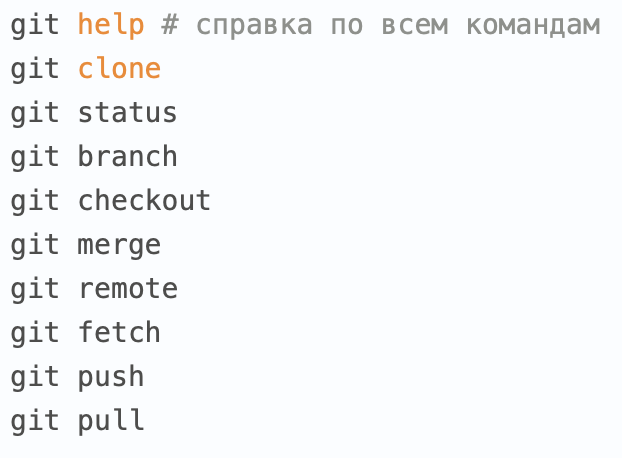 git help # справка по всем командам
git clone
git status
git branch
git checkout
git merge
git remote
git fetch
git push
git pull